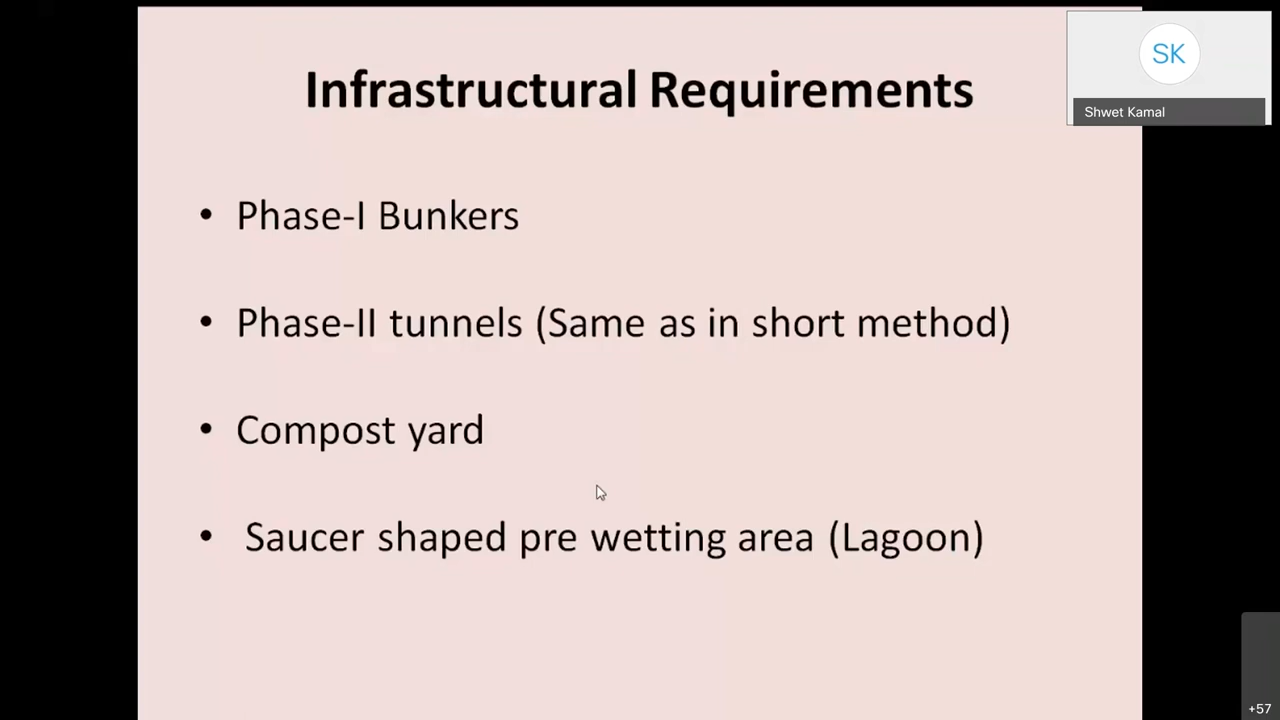 Infrastructural Requirements
SK
Shwet Kamal
• Phase-I Bunkers
• Phase-II tunnels (Same as in short method)
• Compost yard
• Saucer shaped pre wetting area (Lagoon)
+57